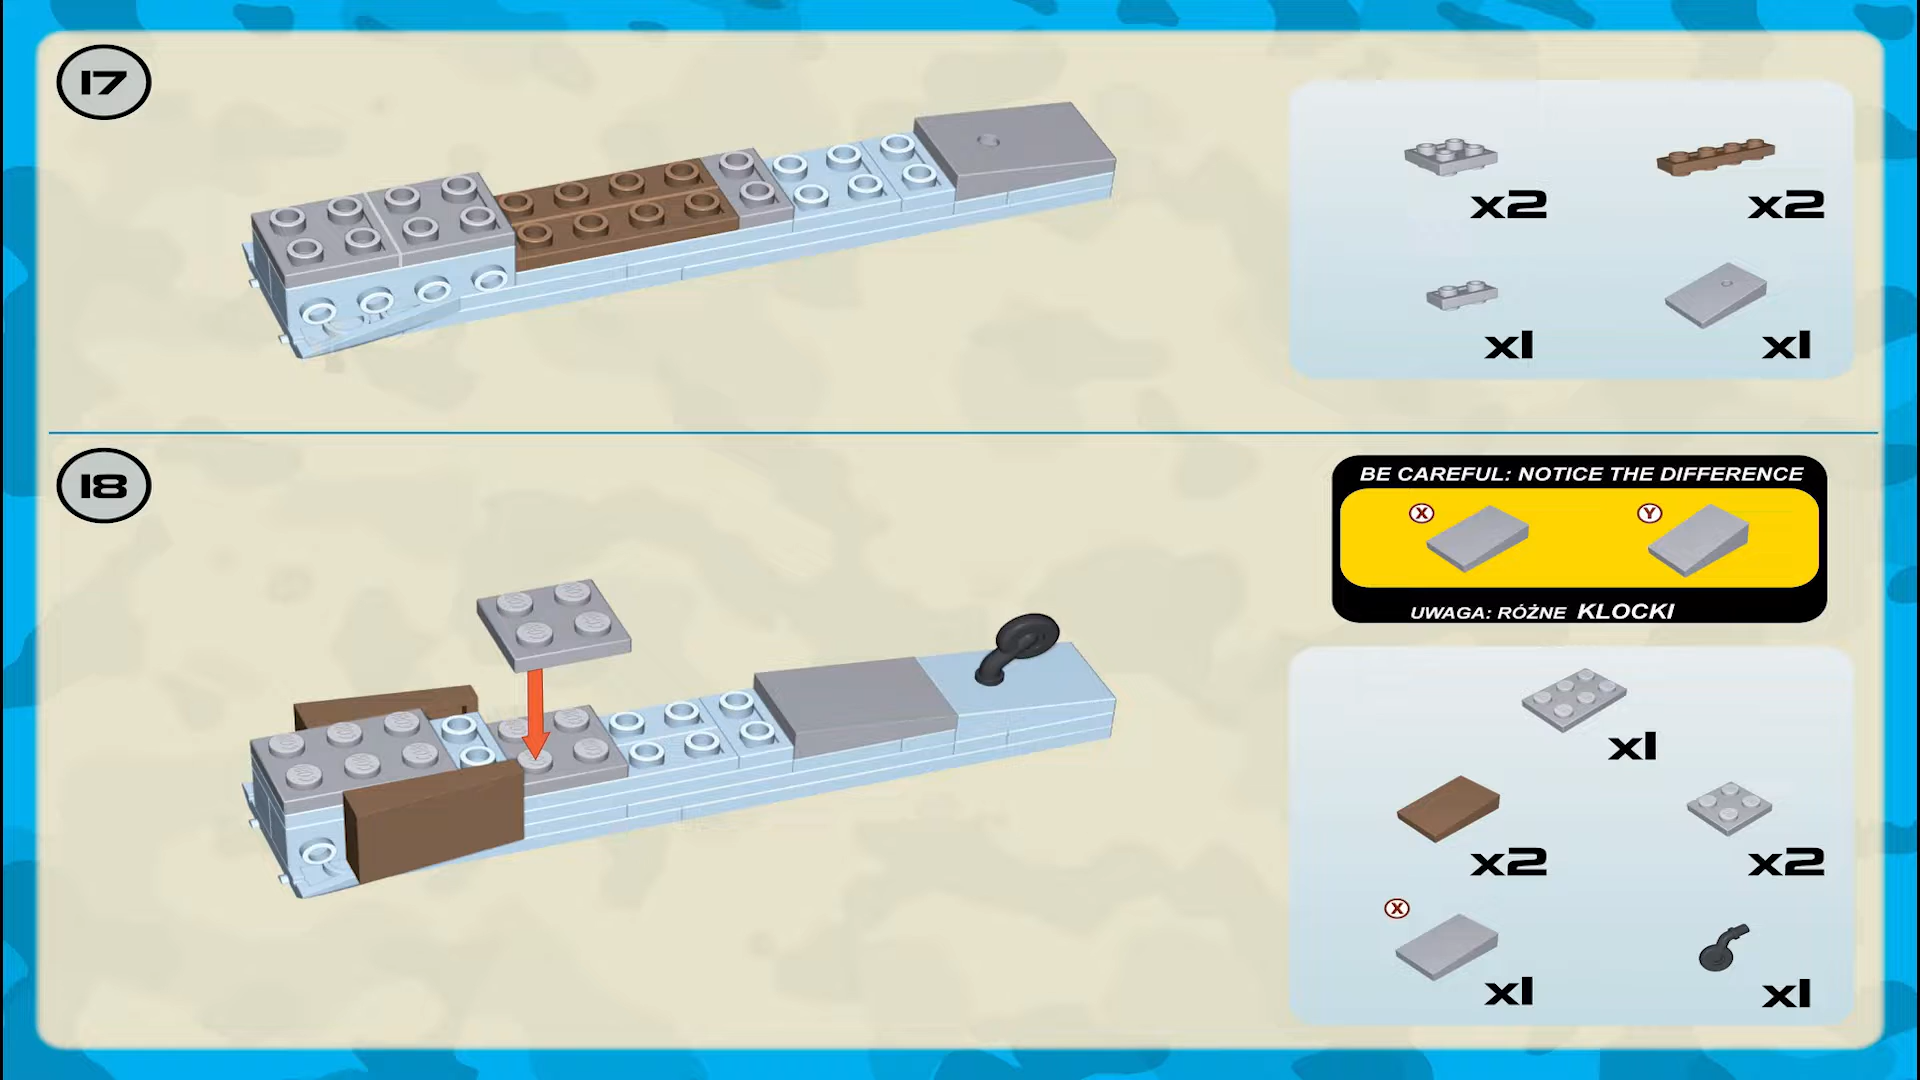 17
x2
x2
x1
x1
18
BE CAREFUL: NOTICE THE DIFFERENCE
X
Y
UWAGA: RÓŻNE KLOCKI
x1
x2
x2
X
x1
x1